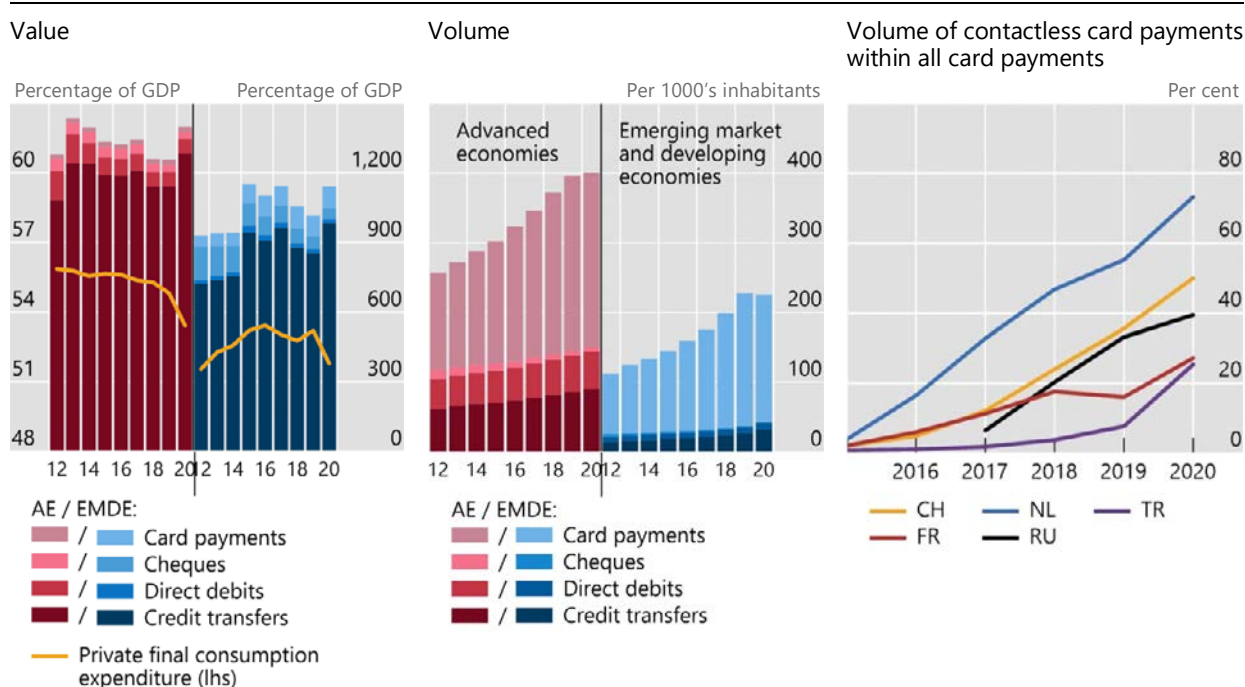 Value
Percentage of GDP
Percentage of GDP
60
57
54
51
48
1,200
900
600
300
0
12 14 16 18 20 12 14 16 18 20
AE / EMDE:
/ Card payments
/ Cheques
/ Direct debits
/ Credit transfers
Private final consumption
expenditure (lhs)
Volume
Per 1000's inhabitants
Advanced
economies
Emerging market
and developing
economies
400
300
200
100
0
12 14 16 18 20 12 14 16 18 20
AE / EMDE:
/ Card payments
/ Cheques
/ Direct debits
/ Credit transfers
Volume of contactless card payments
within all card payments
Per cent
80
60
40
20
0
2016 2017 2018 2019 2020
CH NL TR
FR RU